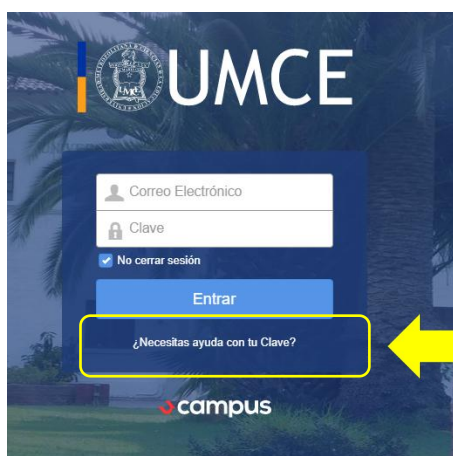 UMCE
Correo Electrónico
Clave
No cerrar sesión
Entrar
¿Necesitas ayuda con tu Clave?
campus